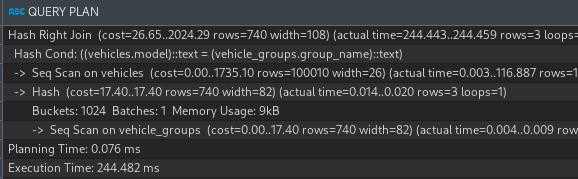 ABC QUERY PLAN
Hash Right Join (cost=26.65..2024.29 rows=740 width=108) (actual time=244.443..244.459 rows=3 loops=
Hash Cond: ((vehicles.model)::text = (vehicle_groups.group_name)::text)
-> Seq Scan on vehicles (cost=0.00..1735.10 rows=100010 width=26) (actual time=0.003..116.887 rows=1
-> Hash (cost=17.40..17.40 rows=740 width=82) (actual time=0.014..0.020 rows=3 loops=1)
Buckets: 1024 Batches: 1 Memory Usage: 9kB
-> Seq Scan on vehicle_groups (cost=0.00..17.40 rows=740 width=82) (actual time=0.004..0.009 row
Planning Time: 0.076 ms
Execution Time: 244.482 ms